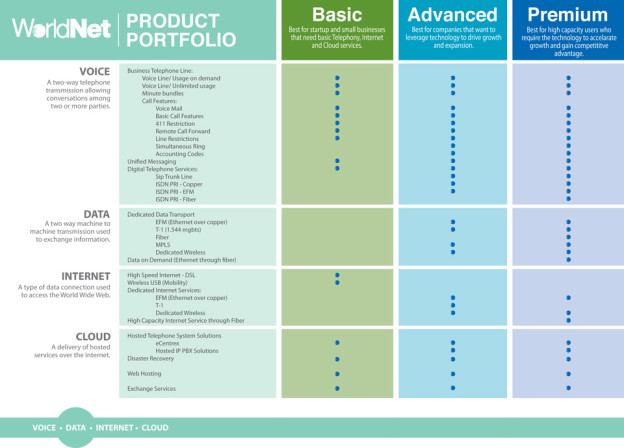 WorldNet
PRODUCT
PORTFOLIO
Basic
Best for startup and small businesses
that need basic Telephony, Internet
and Cloud services.
Advanced
Best for companies that want to
leverage technology to drive growth
and expansion.
Premium
Best for high capacity users who
require the technology to accelarate
growth and gain competititve
advantage.
VOICE
A two-way telephone
transmission allowing
conversations among
two or more parties.
Business Telephone Line:
Voice Line/ Usage on demand
Voice Line/ Unlimited usage
Minute bundles
Call Features:
Voice Mail
Basic Call Features
411 Restriction
Remote Call Forward
Line Restrictions
Simultaneous Ring
Accounting Codes
Unified Messaging
Digital Telephone Services:
Sip Trunk Line
ISDN PRI - Copper
ISDN PRI - EFM
ISDN PRI - Fiber
DATA
A two way machine to
machine transmission used
to exchange information.
Dedicated Data Transport
EFM (Ethernet over copper)
T-1 (1.544 mgbts)
Fiber
MPLS
Dedicated Wireless
Data on Demand (Ethernet through fiber)
INTERNET
A type of data connection used
to access the World Wide Web.
High Speed Internet - DSL
Wireless USB (Mobility)
Dedicated Internet Services:
EFM (Ethernet over copper)
T-1
Dedicated Wireless
High Capacity Internet Service through Fiber
CLOUD
A delivery of hosted
services over the internet.
Hosted Telephone System Solutions
eCentrex
Hosted IP PBX Solutions
Disaster Recovery
Web Hosting
Exchange Services
VOICE • DATA • INTERNET • CLOUD